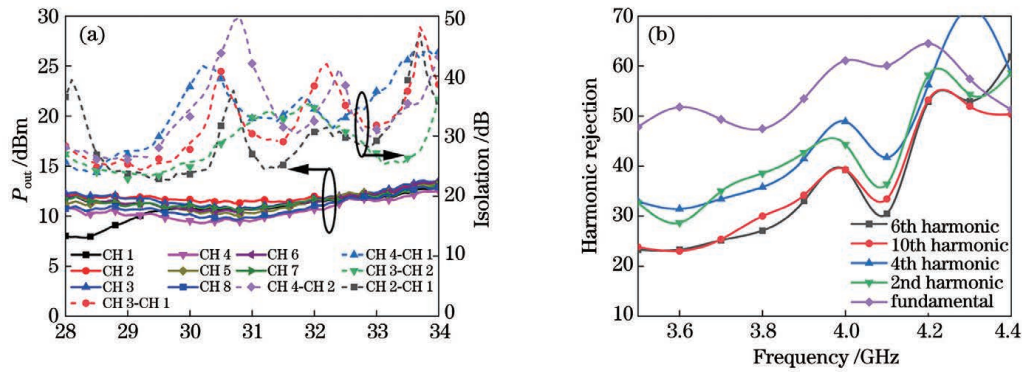 (a)
P_out /dBm
30
25
20
15
10
5
0
50
40
30
20
10
0
Isolation /dB
CH 1
CH 2
CH 3
CH 3-CH 1
CH 4
CH 5
CH 8
CH 6
CH 7
CH 4-CH 2
CH 4-CH 1
CH 3-CH 2
CH 2-CH 1
28 29 30 31 32 33 34
(b)
Harmonic rejection
70
60
50
40
30
20
10
6th harmonic
10th harmonic
4th harmonic
2nd harmonic
fundamental
3.6 3.8 4.0 4.2 4.4
Frequency /GHz